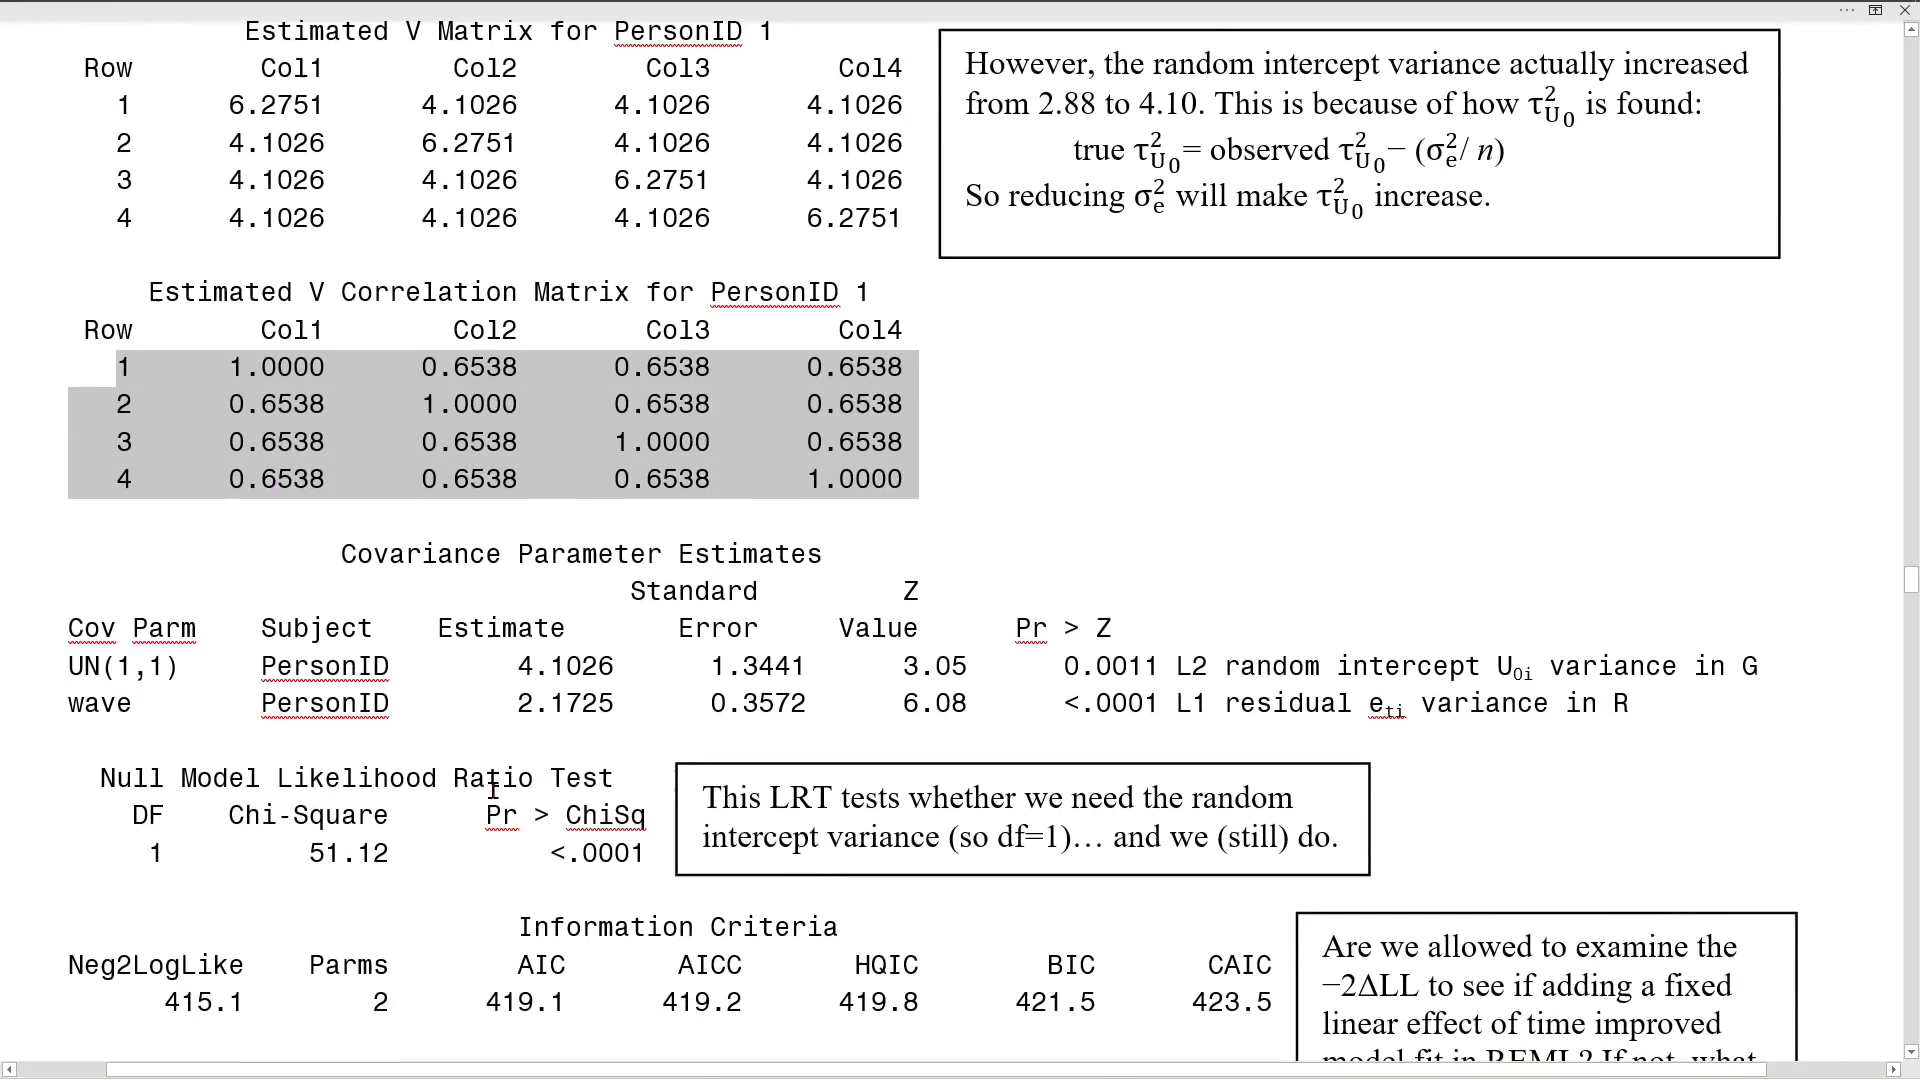 Estimated V Matrix for PersonID 1
Row Col1 Col2 Col3 Col4
1 6.2751 4.1026 4.1026 4.1026
2 4.1026 6.2751 4.1026 4.1026
3 4.1026 4.1026 6.2751 4.1026
4 4.1026 4.1026 4.1026 6.2751
However, the random intercept variance actually increased
from 2.88 to 4.10. This is because of how τ²U₀ is found:
true τ²U₀= observed τ²U₀− (σ²e/ n)
So reducing σ²e will make τ²U₀ increase.
Estimated V Correlation Matrix for PersonID 1
Row Col1 Col2 Col3 Col4
1 1.0000 0.6538 0.6538 0.6538
2 0.6538 1.0000 0.6538 0.6538
3 0.6538 0.6538 1.0000 0.6538
4 0.6538 0.6538 0.6538 1.0000
Covariance Parameter Estimates
Standard Z
Cov Parm Subject Estimate Error Value Pr > Z
UN(1,1) PersonID 4.1026 1.3441 3.05 0.0011 L2 random intercept U₀ᵢ variance in G
wave PersonID 2.1725 0.3572 6.08 <.0001 L1 residual eₜᵢ variance in R
Null Model Likelihood Ratio Test
DF Chi-Square Pr > ChiSq
1 51.12 <.0001
This LRT tests whether we need the random
intercept variance (so df=1)… and we (still) do.
Information Criteria
Neg2LogLike Parms AIC AICC HQIC BIC CAIC
415.1 2 419.1 419.2 419.8 421.5 423.5
Are we allowed to examine the
−2ΔLL to see if adding a fixed
linear effect of time improved
model fit in REML? If not, what